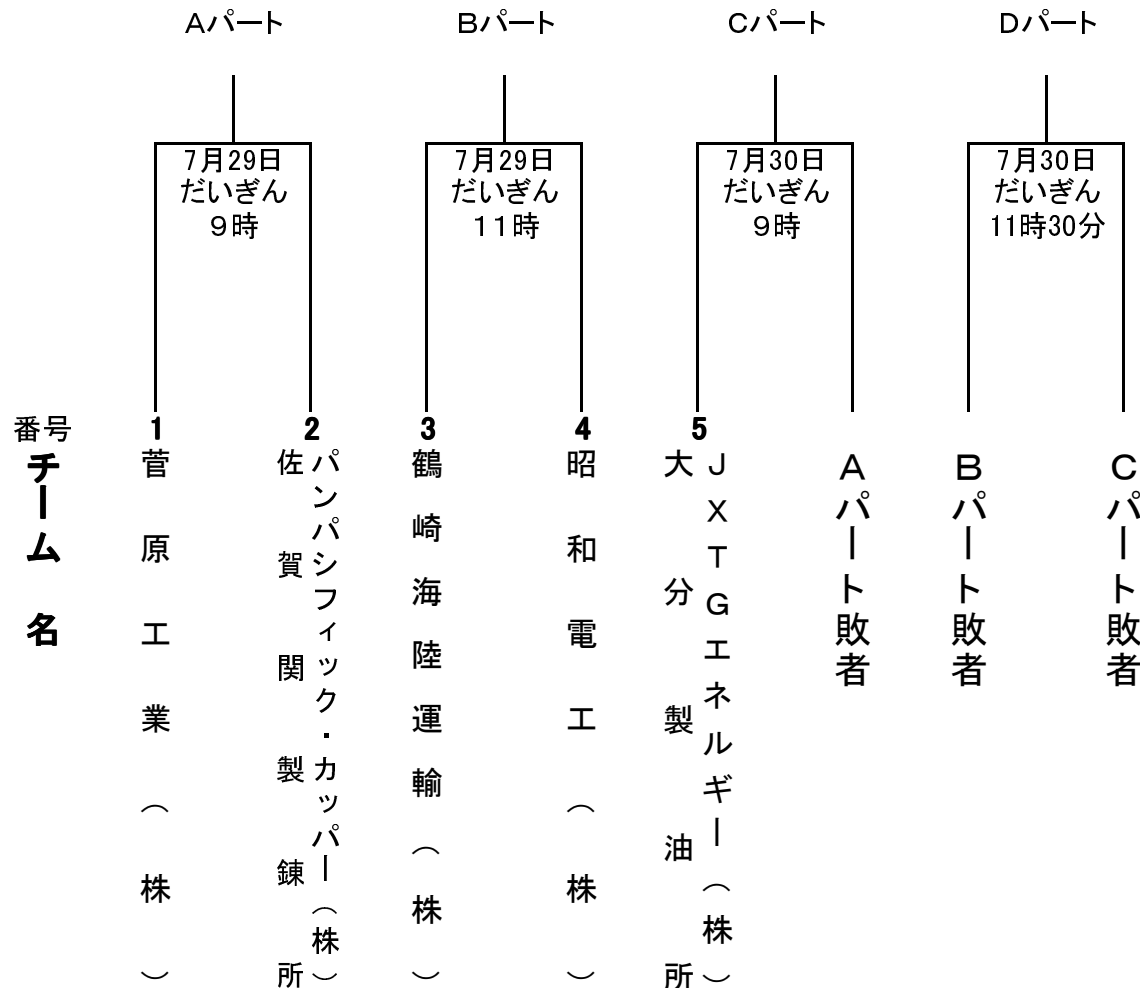 Aパート
Bパート
Cパート
Dパート
7月29日
だいぎん
9時
7月29日
だいぎん
11時
7月30日
だいぎん
9時
7月30日
だいぎん
11時30分
番号
1
2
3
4
5
チーム名
菅原工業(株)
パンパシフィック・カッパー(株)
佐賀関製錬所
鶴崎海陸運輸(株)
昭和電工(株)
JXTGエネルギー(株)
大分製油所
Aパート敗者
Bパート敗者
Cパート敗者